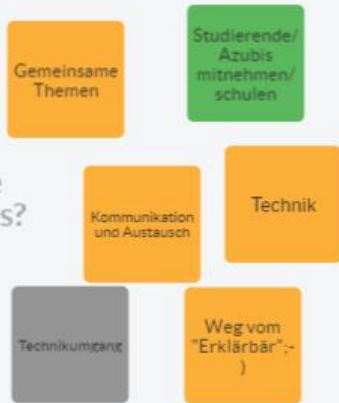 Studierende/
Azubis
mitnehmen/
schulen
Gemeinsame
Themen
s?
Kommunikation
und Austausch
Technik
Technikumgang
Weg vom
"Erklärbär";-
)